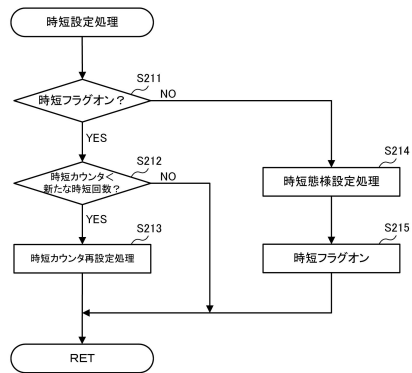 時短設定処理
S211
時短フラグオン？
NO
YES
S212
時短カウンタ＜
新たな時短回数？
NO
YES
S213
時短カウンタ再設定処理
S214
時短態様設定処理
S215
時短フラグオン
RET